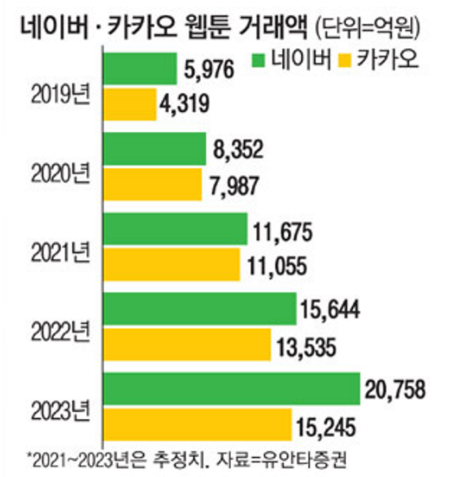 네이버·카카오 웹툰 거래액 (단위=억원)
네이버 카카오
2019년 5,976
4,319
2020년 8,352
7,987
2021년 11,675
11,055
2022년 15,644
13,535
2023년 20,758
15,245
*2021~2023년은 추정치. 자료=유안타증권